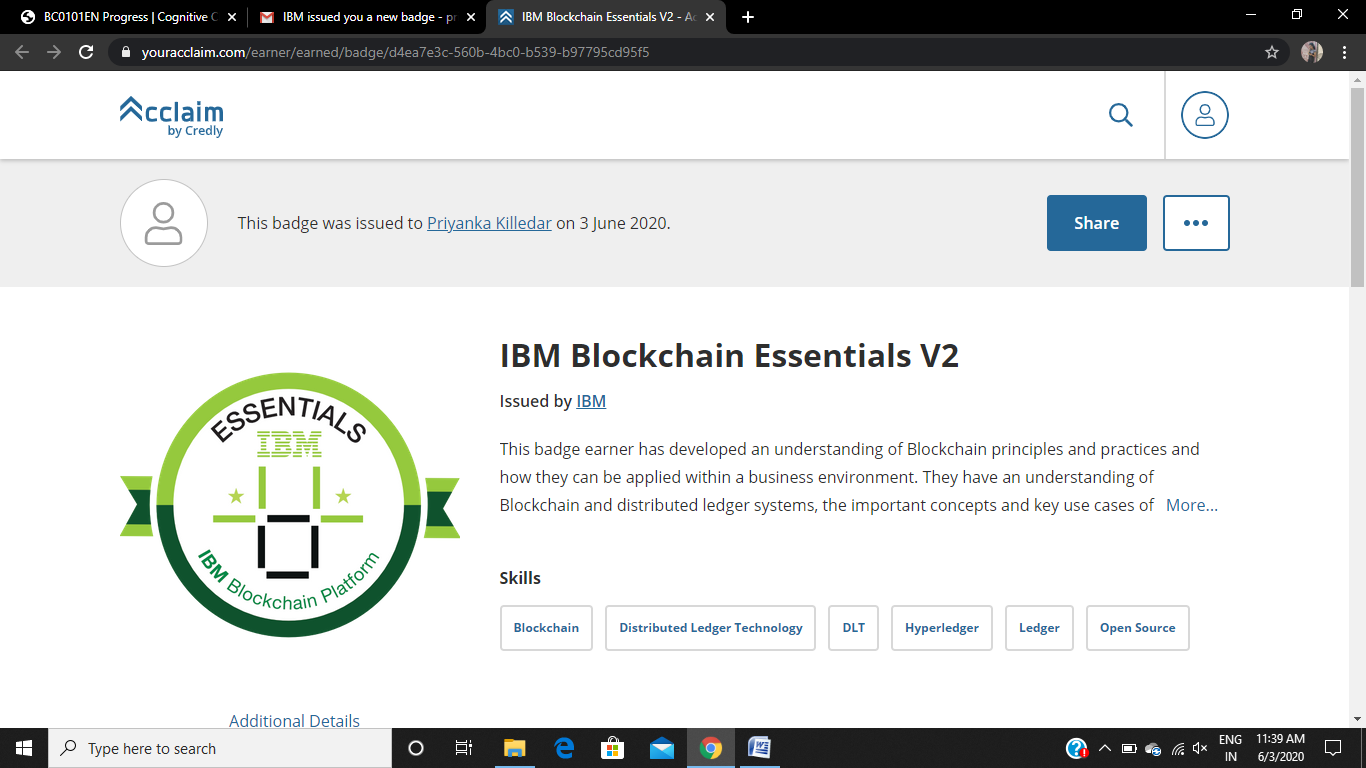 BC0101EN Progress | Cognitive C
IBM issued you a new badge - pr
IBM Blockchain Essentials V2 - Ac
youracclaim.com/earner/earned/badge/d4ea7e3c-560b-4bc0-b539-b97795cd95f5
cclaim
by Credly
This badge was issued to Priyanka Killedar on 3 June 2020.
Share
ESSENTIALS
IBM
IBM Blockchain Platform
IBM Blockchain Essentials V2
Issued by IBM
This badge earner has developed an understanding of Blockchain principles and practices and
how they can be applied within a business environment. They have an understanding of
Blockchain and distributed ledger systems, the important concepts and key use cases of More...
Skills
Blockchain
Distributed Ledger Technology
DLT
Hyperledger
Ledger
Open Source
Additional Details
Type here to search
ENG
IN
11:39 AM
6/3/2020